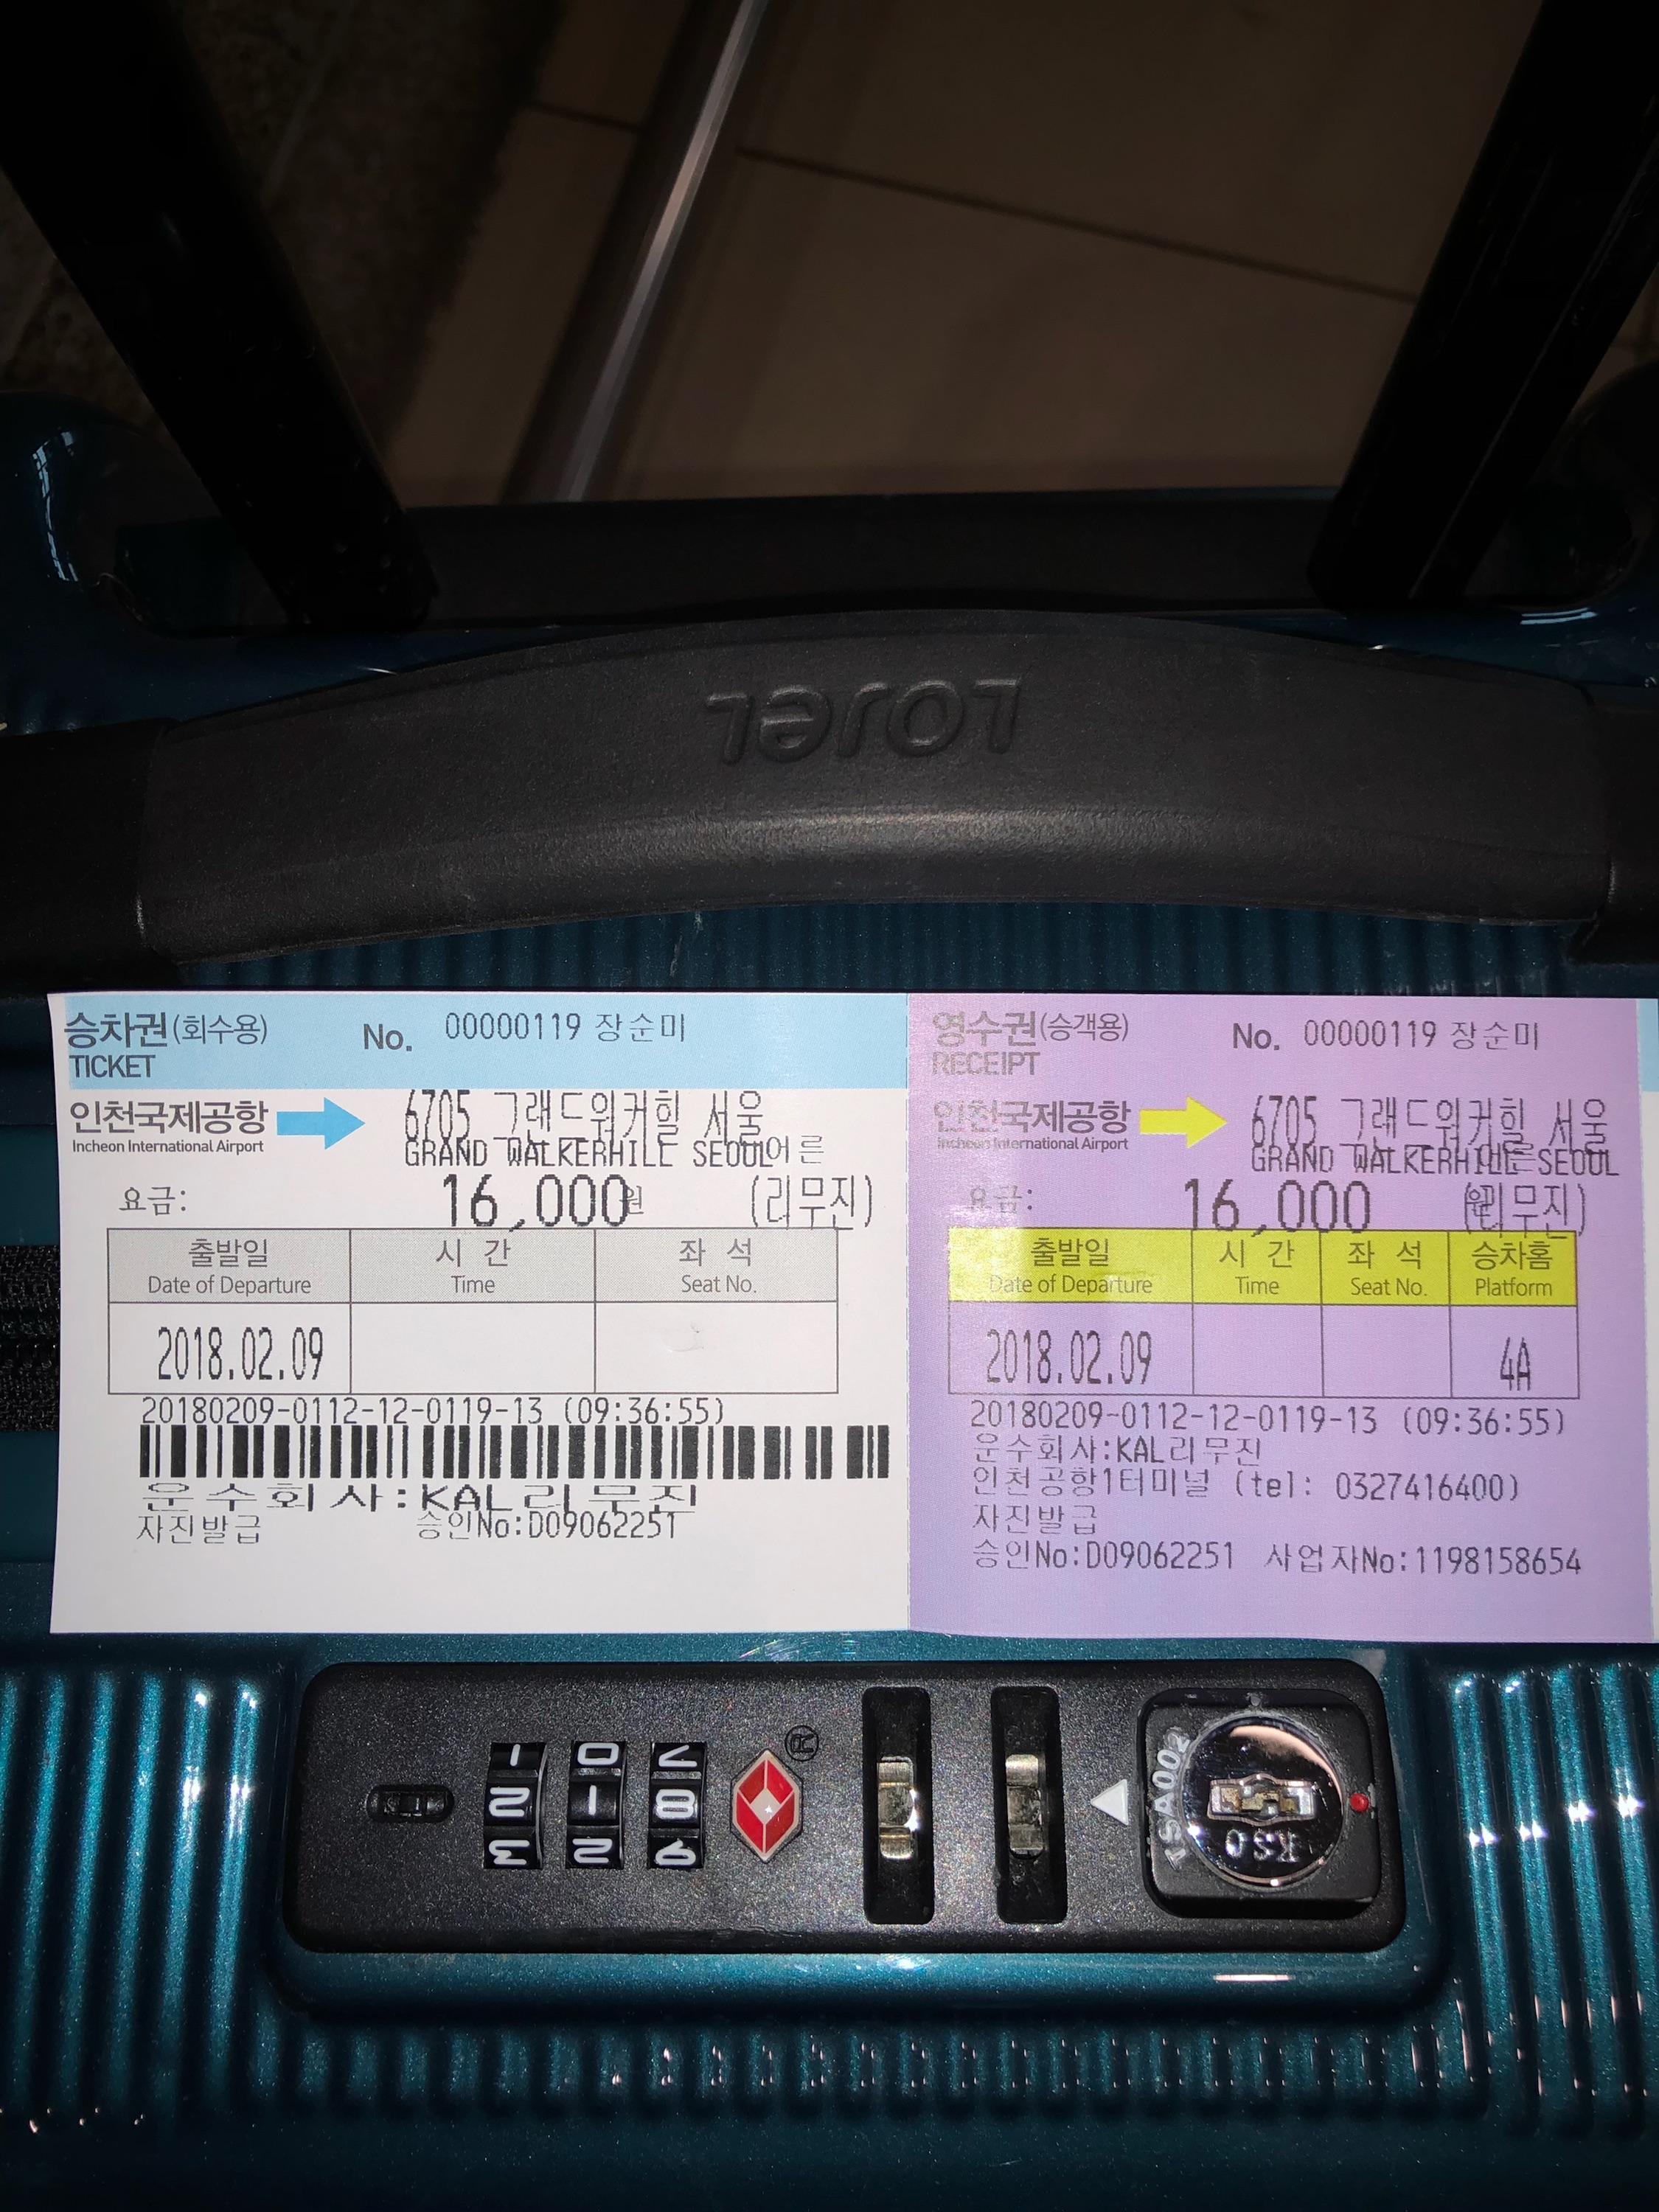 LOJEL
승차권(회수용) No. 00000119 장순미
TICKET
인천국제공항 6705 그랜드워커힐 서울
Incheon International Airport GRAND WALKERHILL SEOUL어른
요금: 16,000원 (리무진)
출발일 시 간 좌 석
Date of Departure Time Seat No.
2018.02.09
20180209-0112-12-0119-13 (09:36:55)
운수회사:KAL리무진
자진발급 승인No:D09062251
영수권(승객용) No. 00000119 장순미
RECEIPT
인천국제공항 6705 그랜드워커힐 서울
Incheon International Airport GRAND WALKERHILL SEOUL
요금: 16,000 원(리무진)
출발일 시 간 좌 석 승차홈
Date of Departure Time Seat No. Platform
2018.02.09 4A
20180209-0112-12-0119-13 (09:36:55)
운수회사:KAL리무진
인천공항1터미널 (tel: 0327416400)
자진발급
승인No:D09062251 사업자No:1198158654
1 0 7
2 1 8
3 2 9
®
TSA002